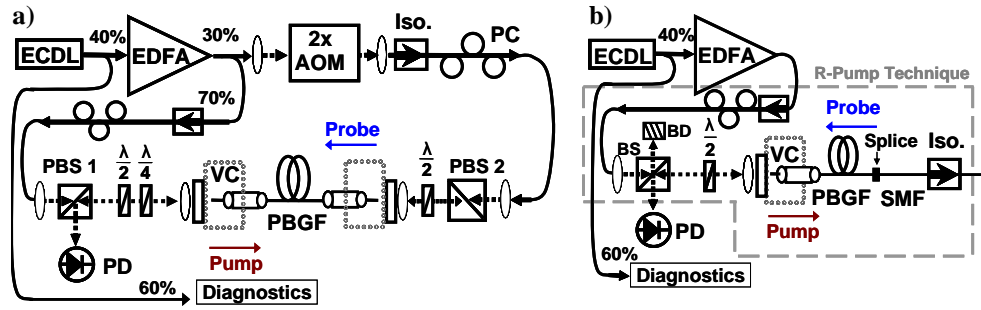 a)
40%
30%
Iso.
PC
ECDL
EDFA
2x
AOM
70%
Probe
PBS 1
λ/2
λ/4
VC
PBGF
λ/2
PBS 2
PD
Pump
60%
Diagnostics
b)
40%
ECDL
EDFA
R-Pump Technique
Probe
BD
BS
λ/2
VC
Splice
Iso.
PBGF
SMF
PD
Pump
60%
Diagnostics